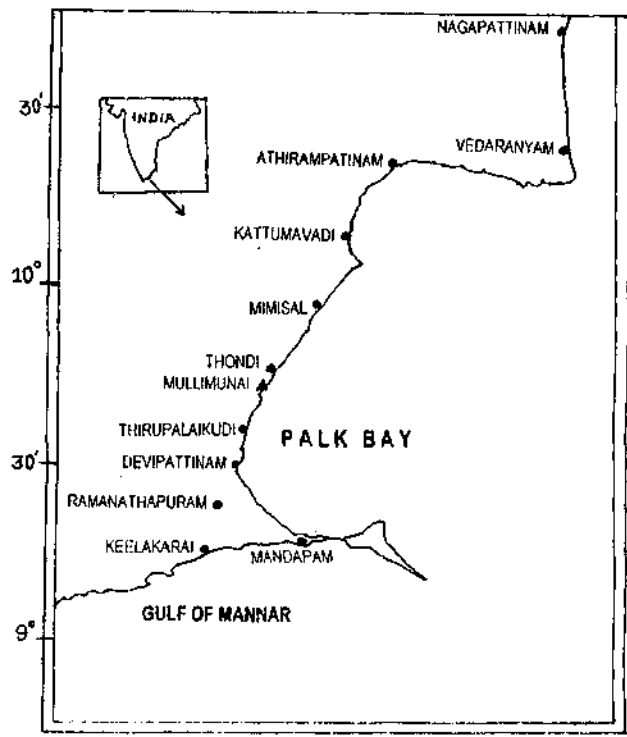 NAGAPATTINAM
30'
INDIA
VEDARANYAM
ATHIRAMPATINAM
KATTUMAVADI
10°
MIMISAL
THONDI
MULLIMUNAI
THIRUPALAIKUDI
PALK BAY
30'
DEVIPATTINAM
RAMANATHAPURAM
KEELAKARAI
MANDAPAM
GULF OF MANNAR
9°